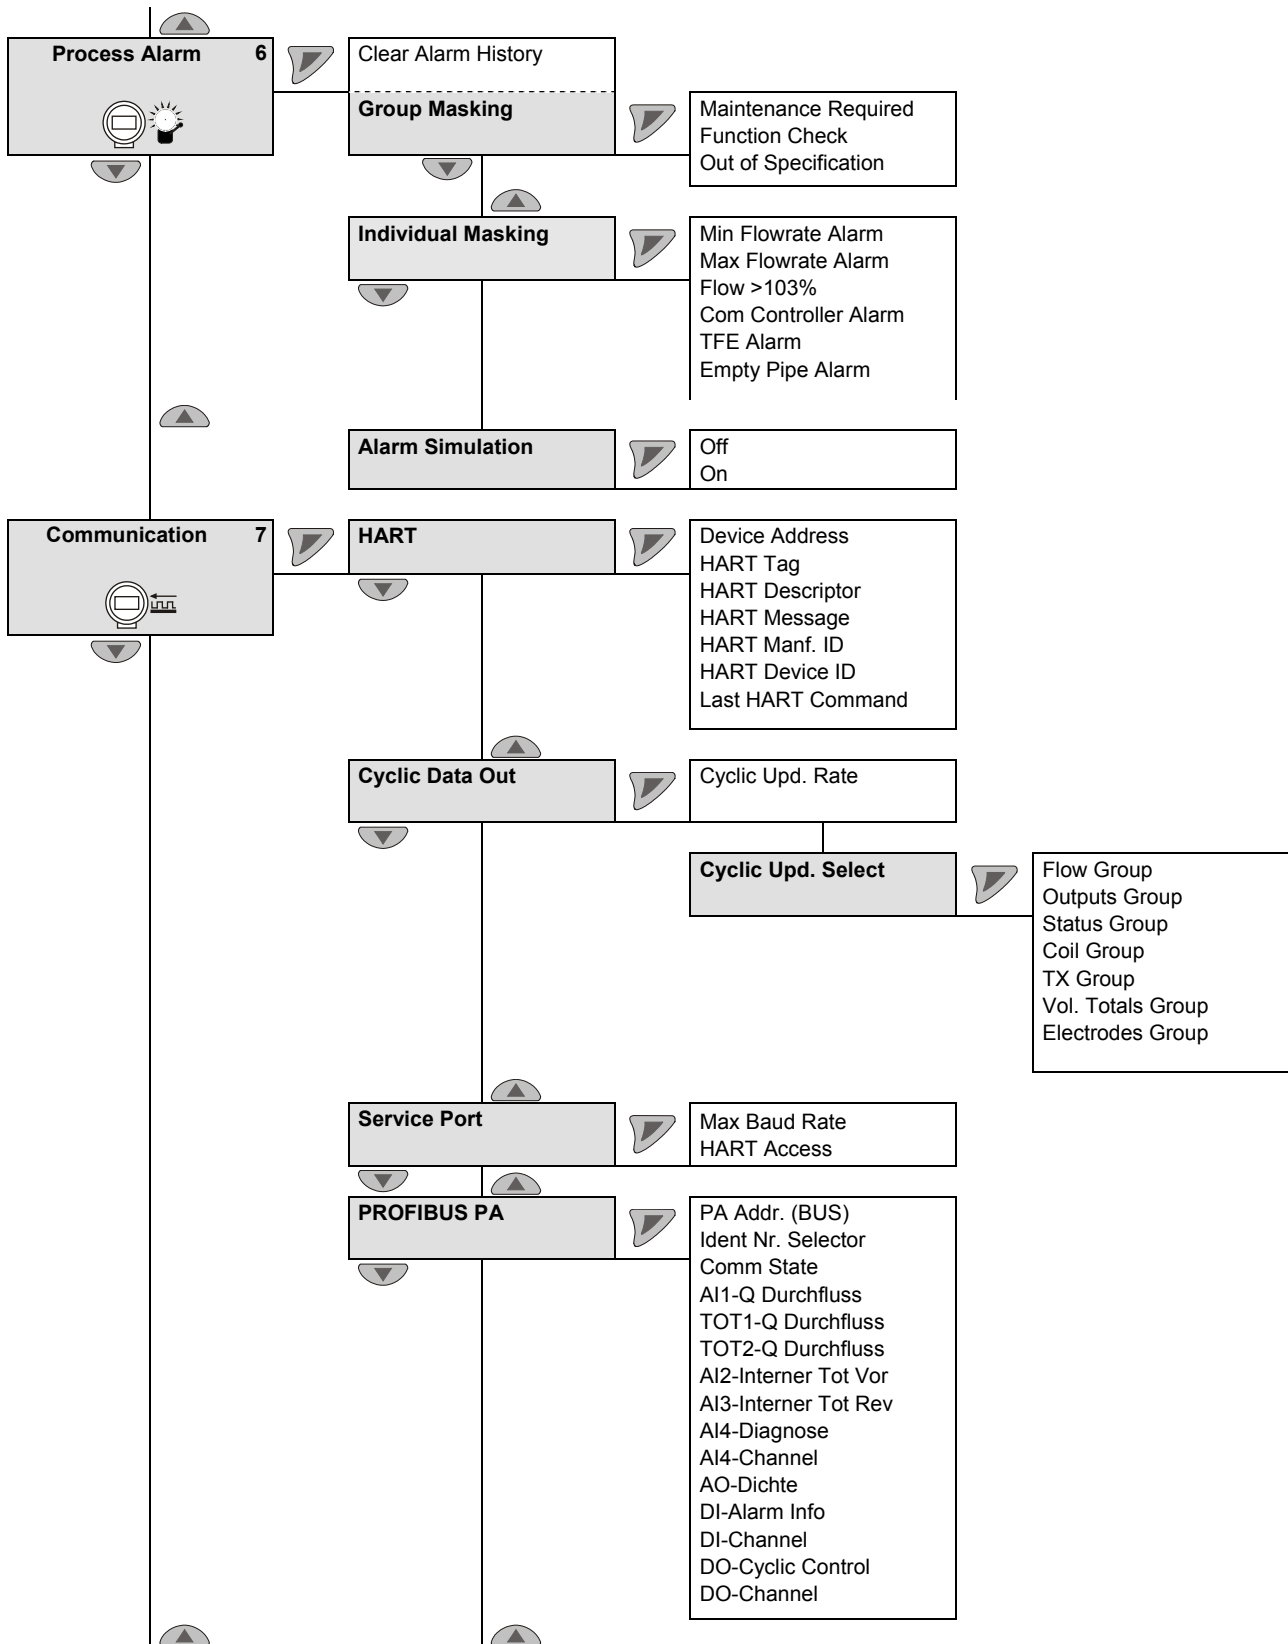 Process Alarm 6
Clear Alarm History
Group Masking
Maintenance Required
Function Check
Out of Specification
Individual Masking
Min Flowrate Alarm
Max Flowrate Alarm
Flow >103%
Com Controller Alarm
TFE Alarm
Empty Pipe Alarm
Alarm Simulation
Off
On
Communication 7
HART
Device Address
HART Tag
HART Descriptor
HART Message
HART Manf. ID
HART Device ID
Last HART Command
Cyclic Data Out
Cyclic Upd. Rate
Cyclic Upd. Select
Flow Group
Outputs Group
Status Group
Coil Group
TX Group
Vol. Totals Group
Electrodes Group
Service Port
Max Baud Rate
HART Access
PROFIBUS PA
PA Addr. (BUS)
Ident Nr. Selector
Comm State
AI1-Q Durchfluss
TOT1-Q Durchfluss
TOT2-Q Durchfluss
AI2-Interner Tot Vor
AI3-Interner Tot Rev
AI4-Diagnose
AI4-Channel
AO-Dichte
DI-Alarm Info
DI-Channel
DO-Cyclic Control
DO-Channel